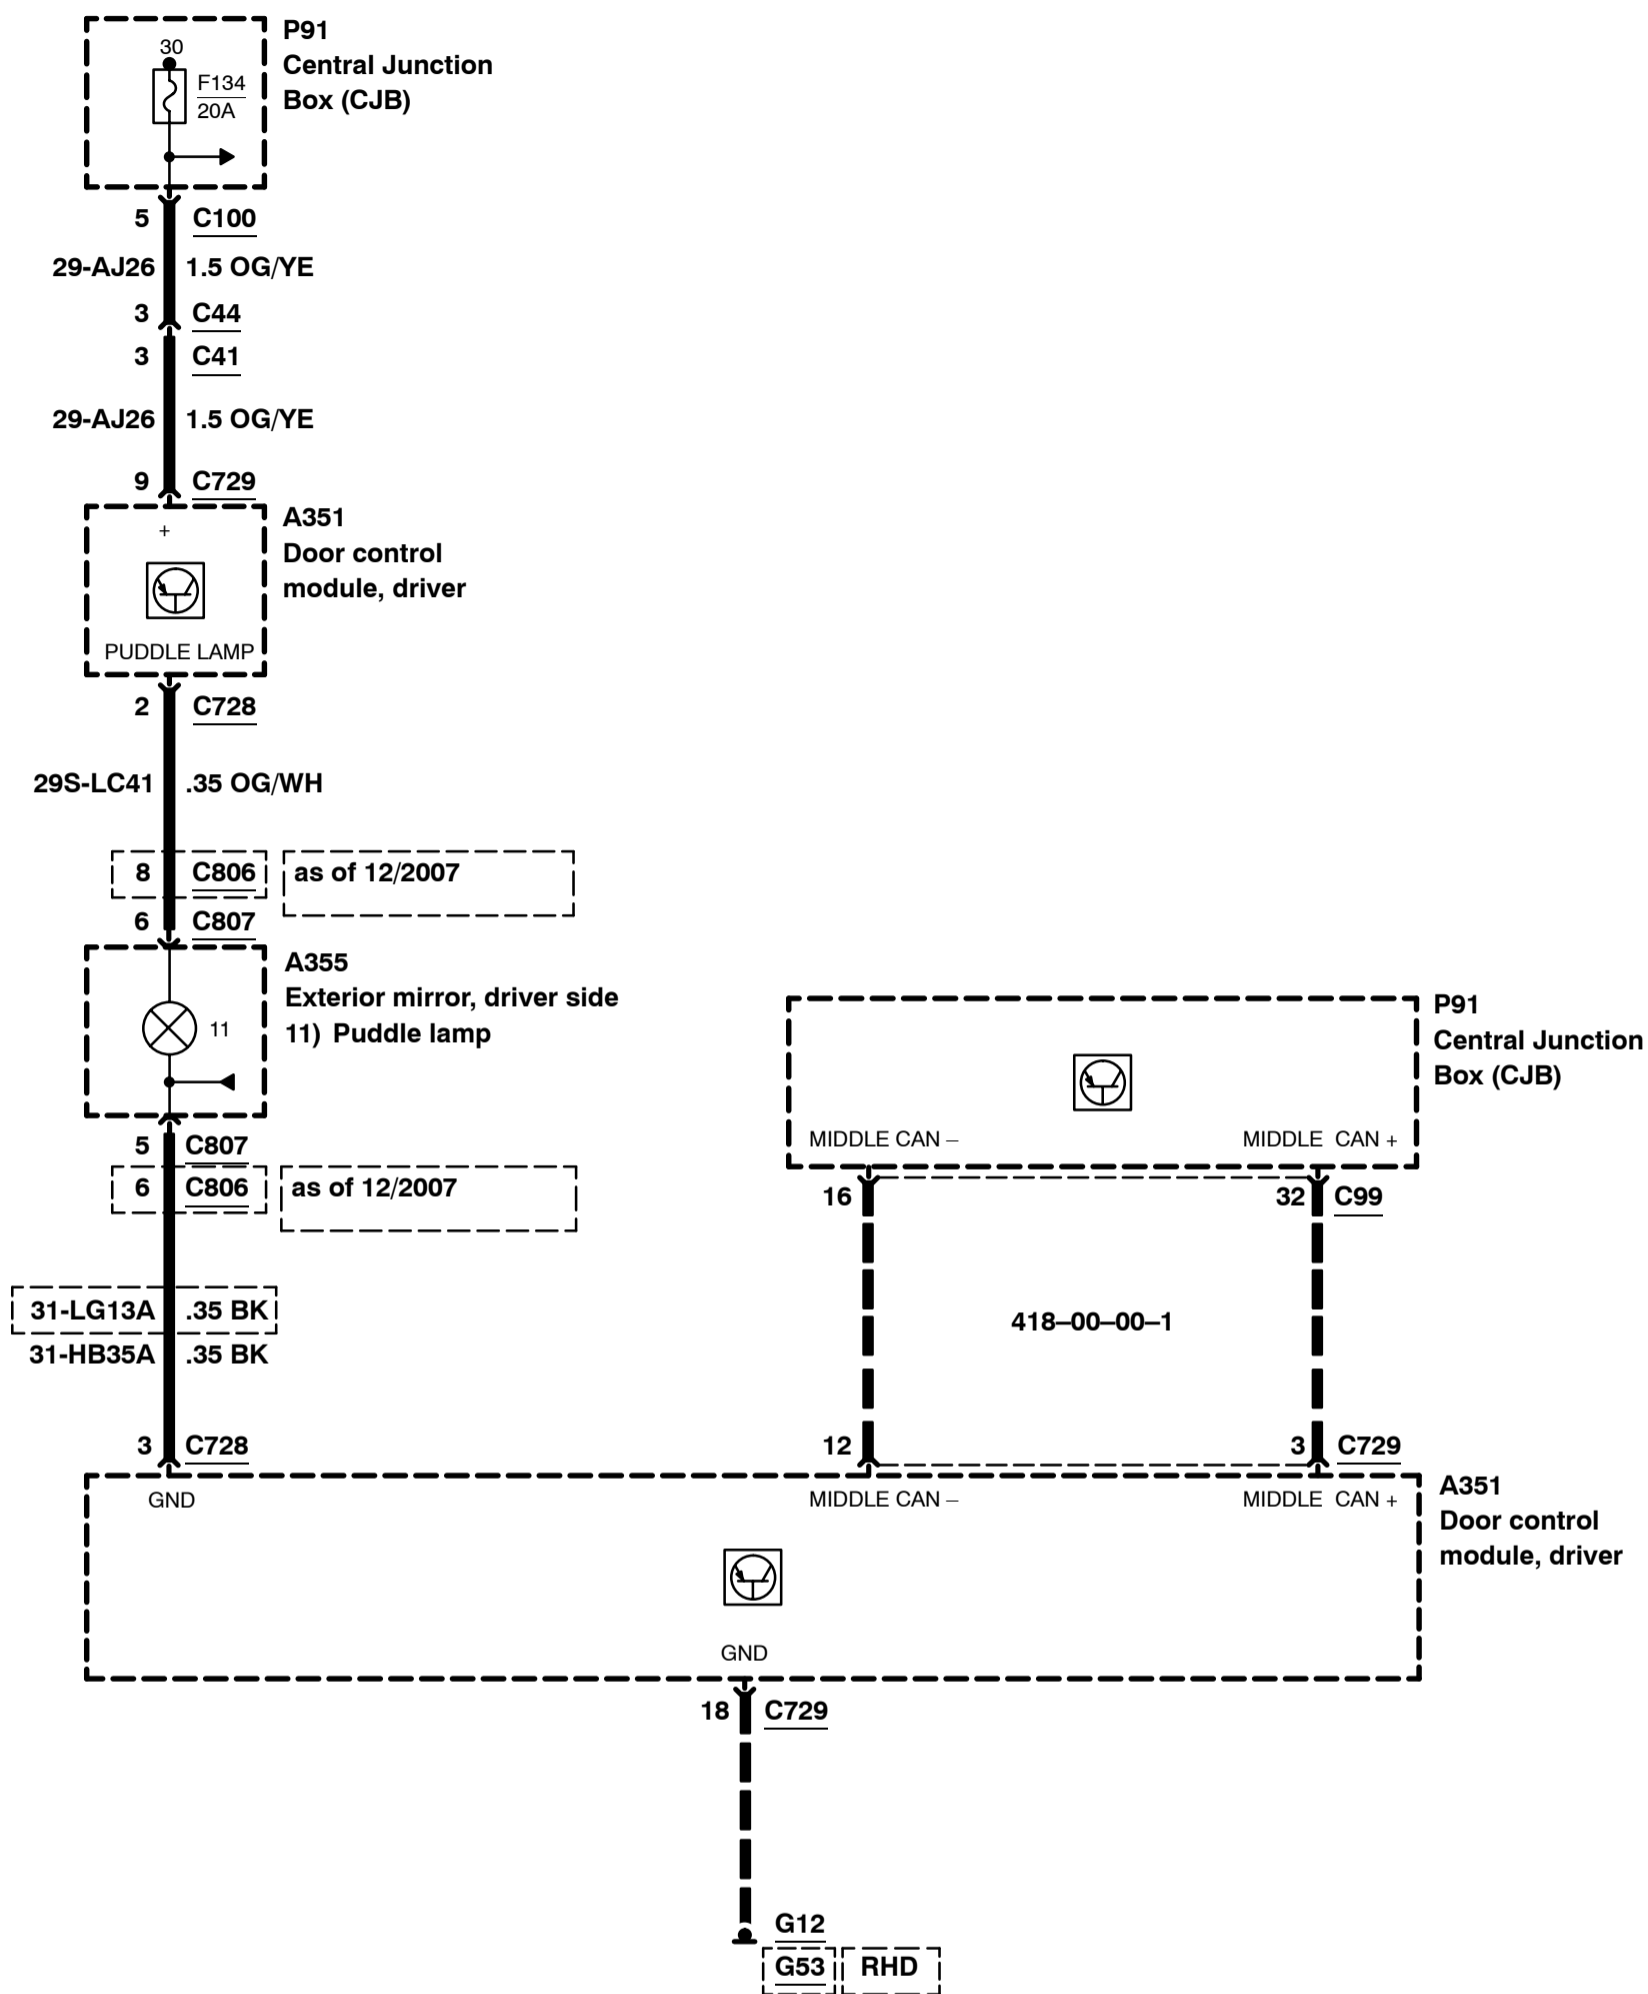 P91
30
Central Junction
F134
Box (CJB)
20A
5 C100
29-AJ26 1.5 OG/YE
3 C44
3 C41
29-AJ26 1.5 OG/YE
9 C729
A351
+
Door control
module, driver
PUDDLE LAMP
2 C728
29S-LC41 .35 OG/WH
8 C806 as of 12/2007
6 C807
A355
Exterior mirror, driver side
11 11) Puddle lamp
5 C807
6 C806 as of 12/2007
31-LG13A .35 BK
31-HB35A .35 BK
3 C728
P91
Central Junction
Box (CJB)
MIDDLE CAN – MIDDLE CAN +
16 32 C99
418–00–00–1
12 3 C729
GND MIDDLE CAN – MIDDLE CAN +
A351
Door control
module, driver
GND
18 C729
G12
G53 RHD